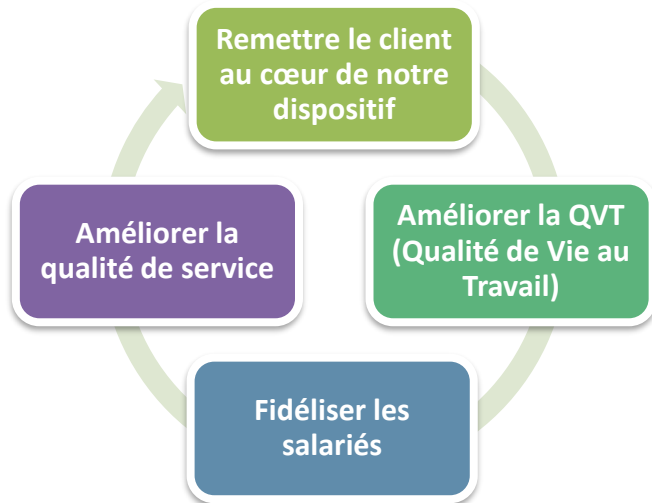 Remettre le client
au cœur de notre
dispositif
Améliorer la QVT
(Qualité de Vie au
Travail)
Fidéliser les
salariés
Améliorer la
qualité de service